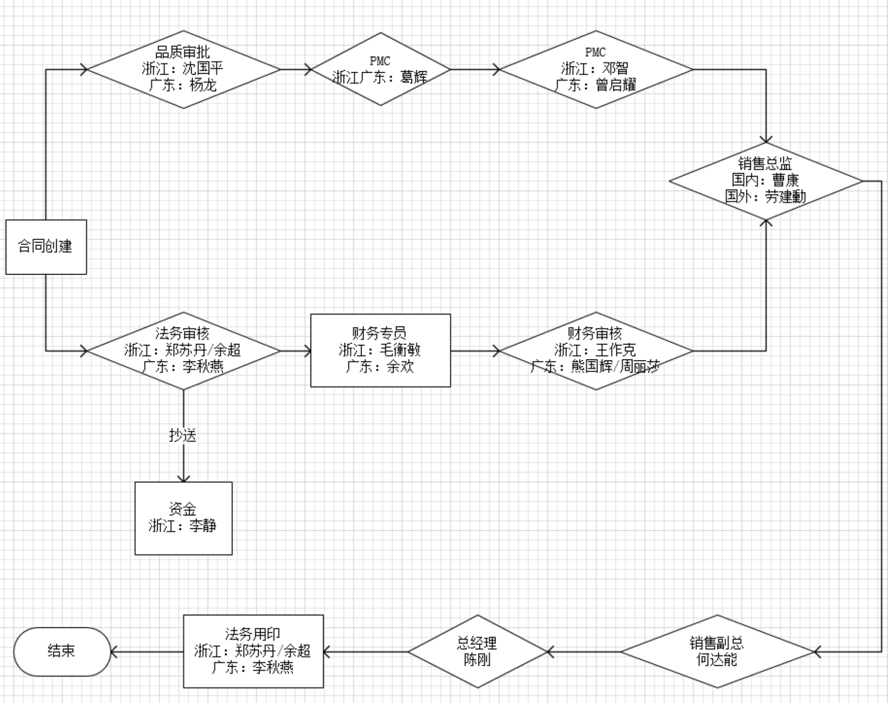 品质审批
浙江：沈国平
广东：杨龙
PMC
浙江广东：葛辉
PMC
浙江：邓智
广东：曾启耀
销售总监
国内：曹康
国外：劳建勳
合同创建
法务审核
浙江：郑苏丹/余超
广东：李秋燕
财务专员
浙江：毛衡敏
广东：余欢
财务审核
浙江：王作克
广东：熊国辉/周丽莎
抄送
资金
浙江：李静
结束
法务用印
浙江：郑苏丹/余超
广东：李秋燕
总经理
陈刚
销售副总
何达能